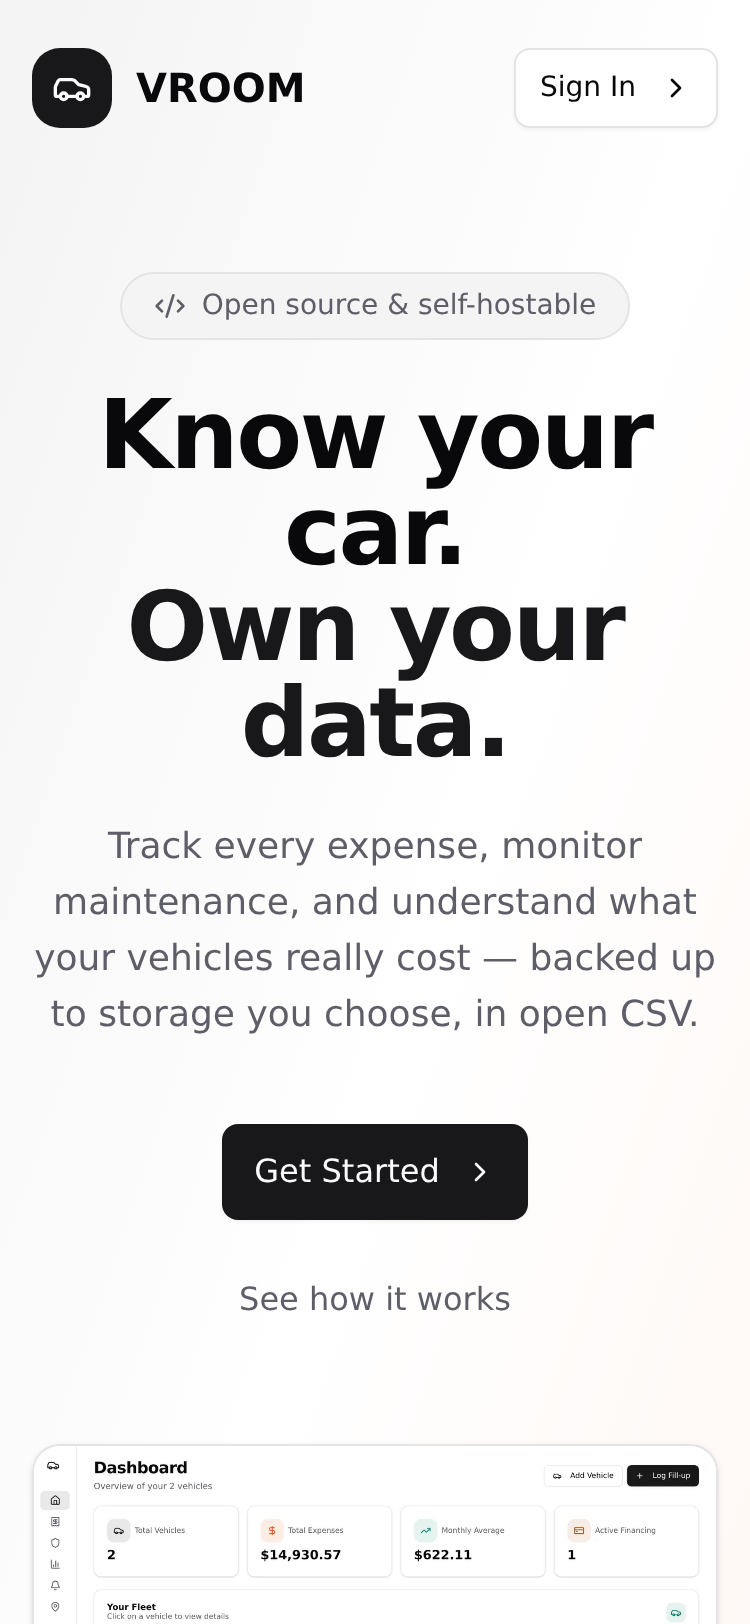 VROOM
Sign In
Open source & self-hostable
Know your
car.
Own your
data.
Track every expense, monitor
maintenance, and understand what
your vehicles really cost — backed up
to storage you choose, in open CSV.
Get Started
See how it works
Dashboard
Overview of your 2 vehicles
Add Vehicle
Log Fill-up
Total Vehicles
2
Total Expenses
$14,930.57
Monthly Average
$622.11
Active Financing
1
Your Fleet
Click on a vehicle to view details